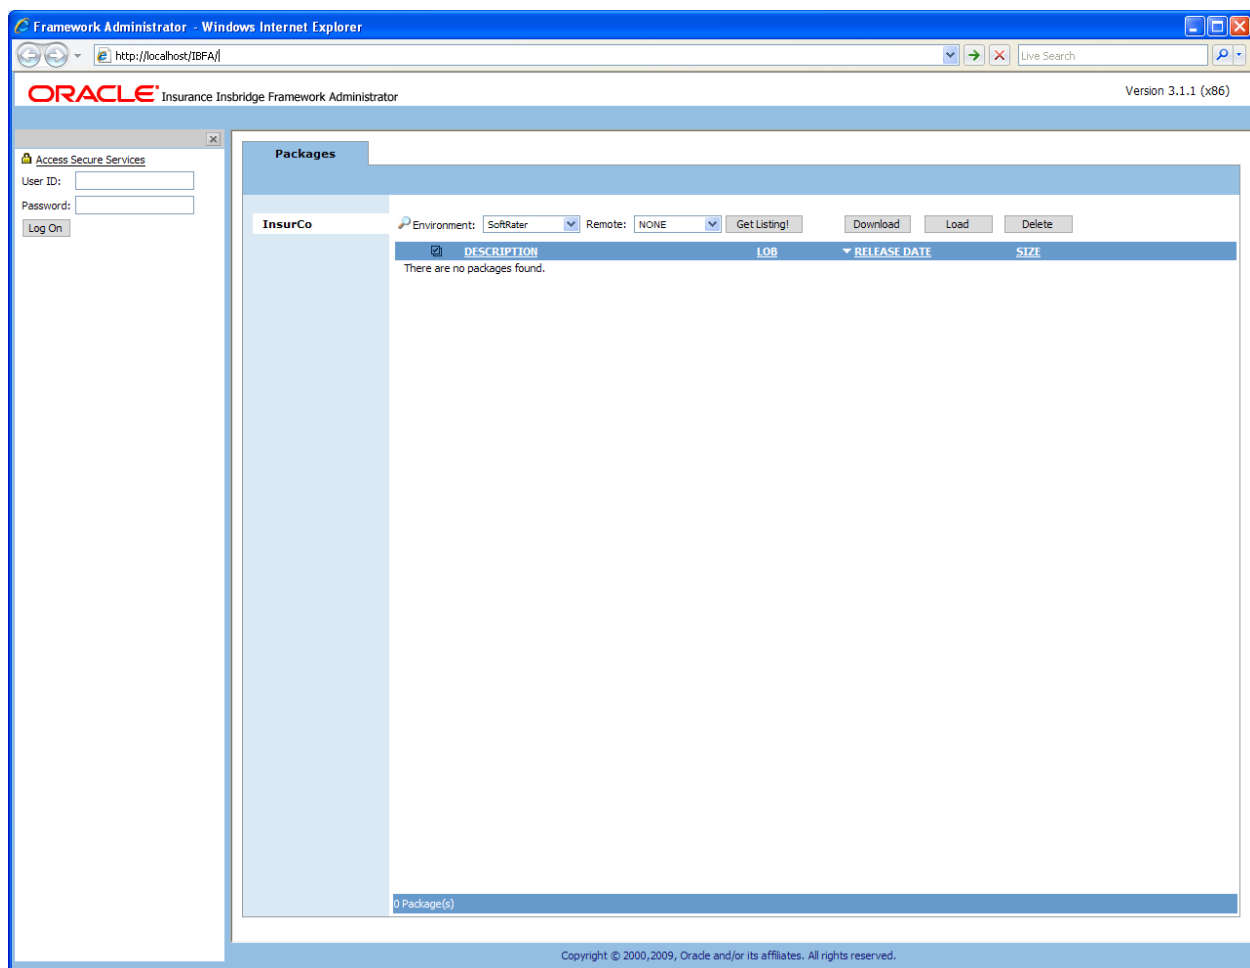 Framework Administrator - Windows Internet Explorer
http://localhost/IBFA/
Live Search
ORACLE Insurance Insbridge Framework Administrator
Version 3.1.1 (x86)
Access Secure Services
User ID:
Password:
Log On
Packages
InsurCo
Environment: SoftRater Remote: NONE Get Listing! Download Load Delete
DESCRIPTION LOB RELEASE DATE SIZE
There are no packages found.
0 Package(s)
Copyright © 2000,2009, Oracle and/or its affiliates. All rights reserved.